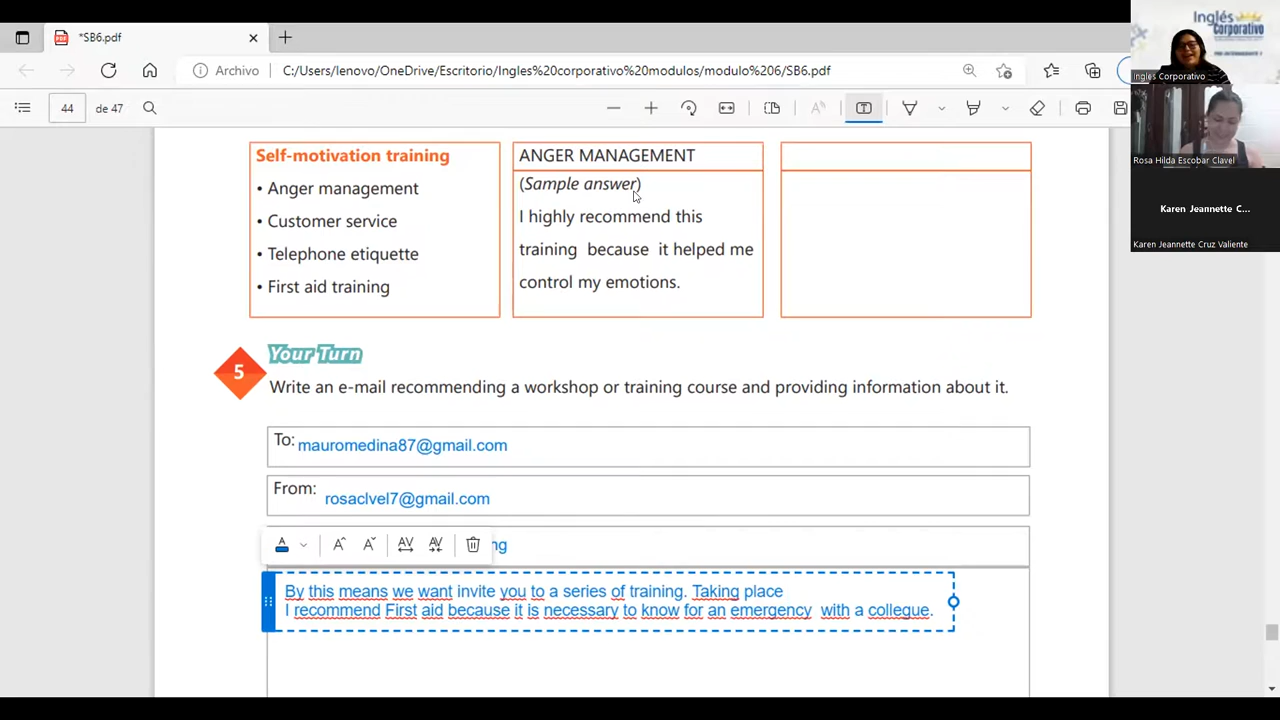 *SB6.pdf
Archivo
C:/Users/lenovo/OneDrive/Escritorio/Ingles%20corporativo%20modulos/modulo%206/SB6.pdf
44
de 47
Inglés
Corporativo
Inglés Corporativo
Rosa Hilda Escobar Clavel
Karen Jeannette C...
Karen Jeannette Cruz Valiente
Self-motivation training
• Anger management
• Customer service
• Telephone etiquette
• First aid training
ANGER MANAGEMENT
(Sample answer)
I highly recommend this
training because it helped me
control my emotions.
5
Your Turn
Write an e-mail recommending a workshop or training course and providing information about it.
To: mauromedina87@gmail.com
From: rosaclvel7@gmail.com
ng
By this means we want invite you to a series of training. Taking place
I recommend First aid because it is necessary to know for an emergency with a collegue.